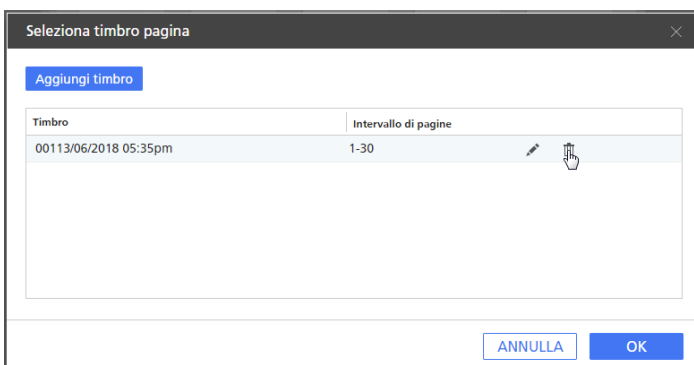 Seleziona timbro pagina
Aggiungi timbro
Timbro Intervallo di pagine
00113/06/2018 05:35pm 1-30
ANNULLA OK